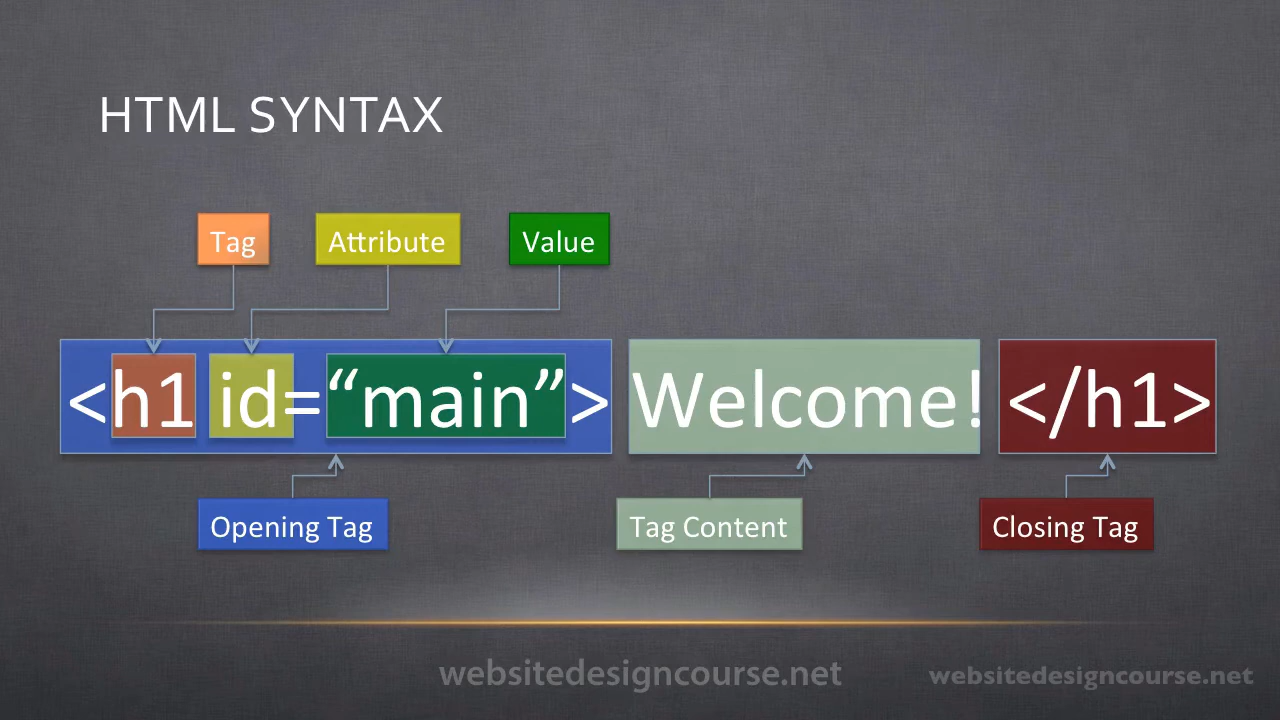 HTML SYNTAX
Tag Attribute Value
<h1 id=“main”> Welcome! </h1>
Opening Tag Tag Content Closing Tag
websitedesigncourse.net websitedesigncourse.net